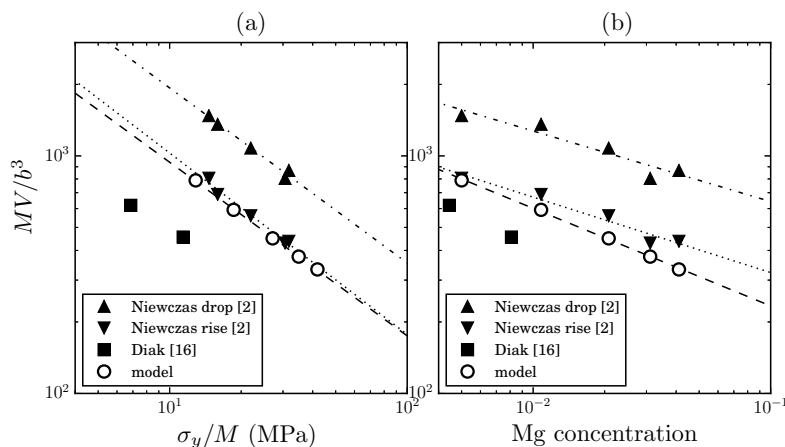 (a)
(b)
MV/b³
10³
10²
Niewczas drop [2]
Niewczas rise [2]
Diak [16]
model
10¹
10²
σ_y/M (MPa)
10³
10²
Niewczas drop [2]
Niewczas rise [2]
Diak [16]
model
10⁻²
10⁻¹
Mg concentration